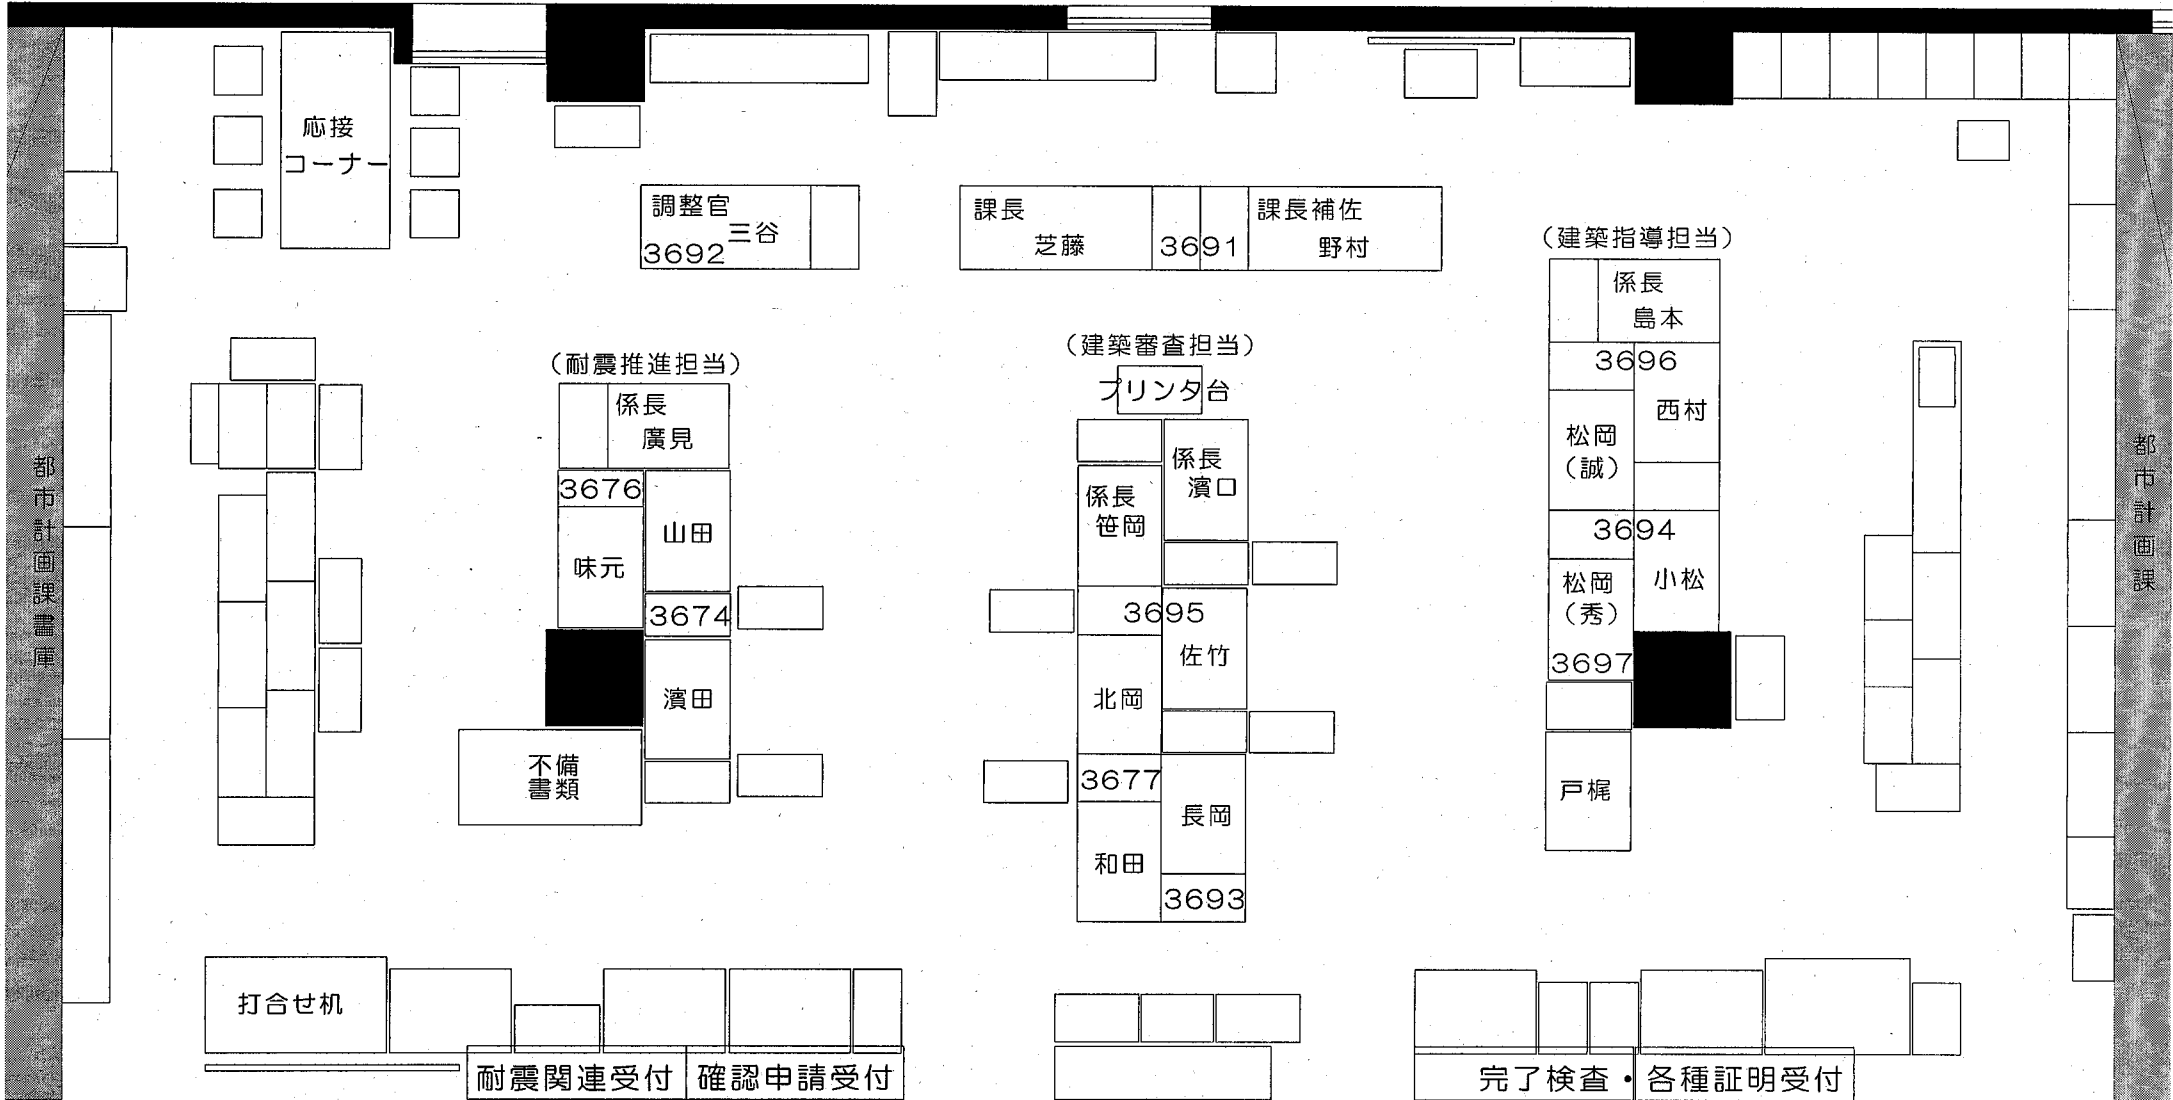 応接
コーナー
調整官
三谷
3692
課長
芝藤
3691
課長補佐
野村
（建築指導担当）
係長
島本
3696
西村
松岡
（誠）
3694
小松
松岡
（秀）
3697
戸梶
（耐震推進担当）
係長
廣見
3676
山田
味元
3674
濱田
不備
書類
（建築審査担当）
プリンタ台
係長
濱口
係長
笹岡
3695
佐竹
北岡
3677
長岡
和田
3693
都市計画課書庫
都市計画課
打合せ机
耐震関連受付
確認申請受付
完了検査・各種証明受付